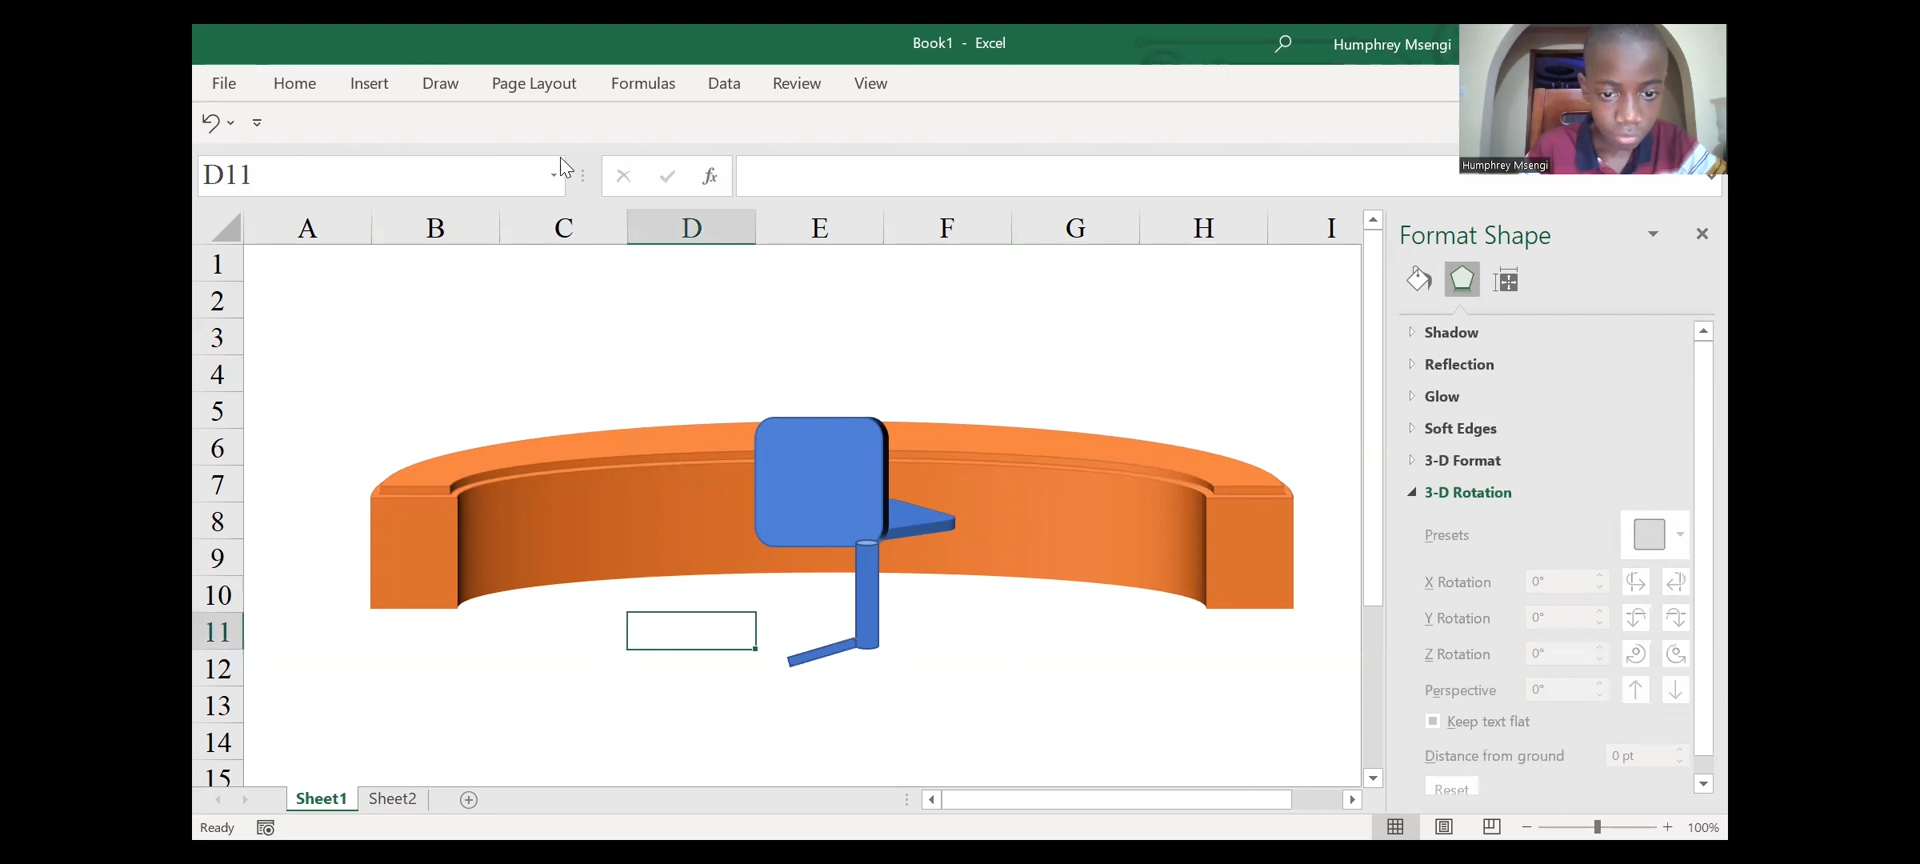 Book1 - Excel
Humphrey Msengi
File Home Insert Draw Page Layout Formulas Data Review View
Humphrey Msengi
D11
fx
A B C D E F G H I
Format Shape
1
2
3
4
5
6
7
8
9
10
11
12
13
14
15
Shadow
Reflection
Glow
Soft Edges
3-D Format
3-D Rotation
Presets
X Rotation 0°
Y Rotation 0°
Z Rotation 0°
Perspective 0°
Keep text flat
Distance from ground 0 pt
Reset
Sheet1 Sheet2
Ready
100%